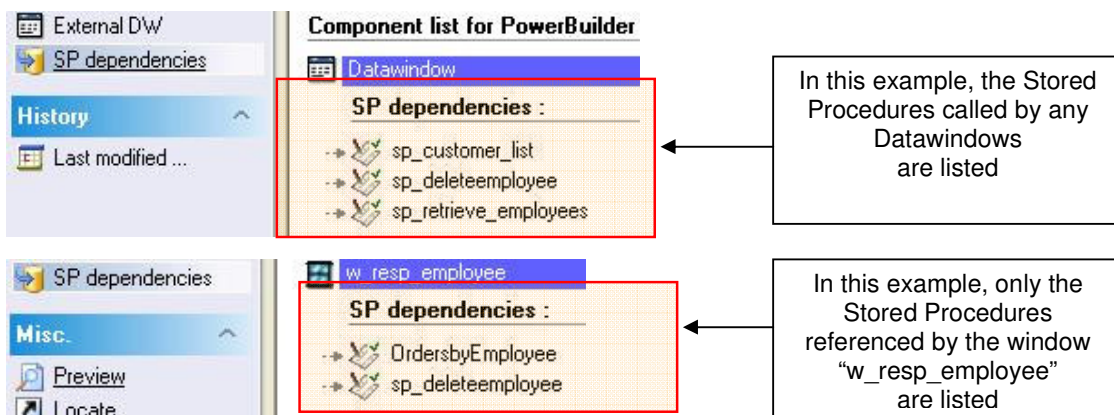 External DW
SP dependencies
History
Last modified ...
Component list for PowerBuilder
Datawindow
SP dependencies :
sp_customer_list
sp_deleteemployee
sp_retrieve_employees
In this example, the Stored
Procedures called by any
Datawindows
are listed
SP dependencies
Misc.
Preview
Locate
w_resp_employee
SP dependencies :
OrdersbyEmployee
sp_deleteemployee
In this example, only the
Stored Procedures
referenced by the window
“w_resp_employee”
are listed